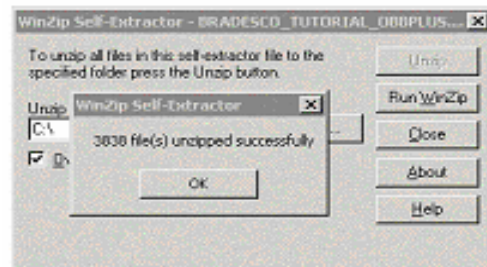 WinZip Self-Extractor - BRADESCO_TUTORIAL_OBBPLUS....
To unzip all files in this self-extractor file to the
specified folder press the Unzip button.
Unzip
Run WinZip
Unzip
C:\
WinZip Self-Extractor
3838 file(s) unzipped successfully
OK
...
Close
About
Help